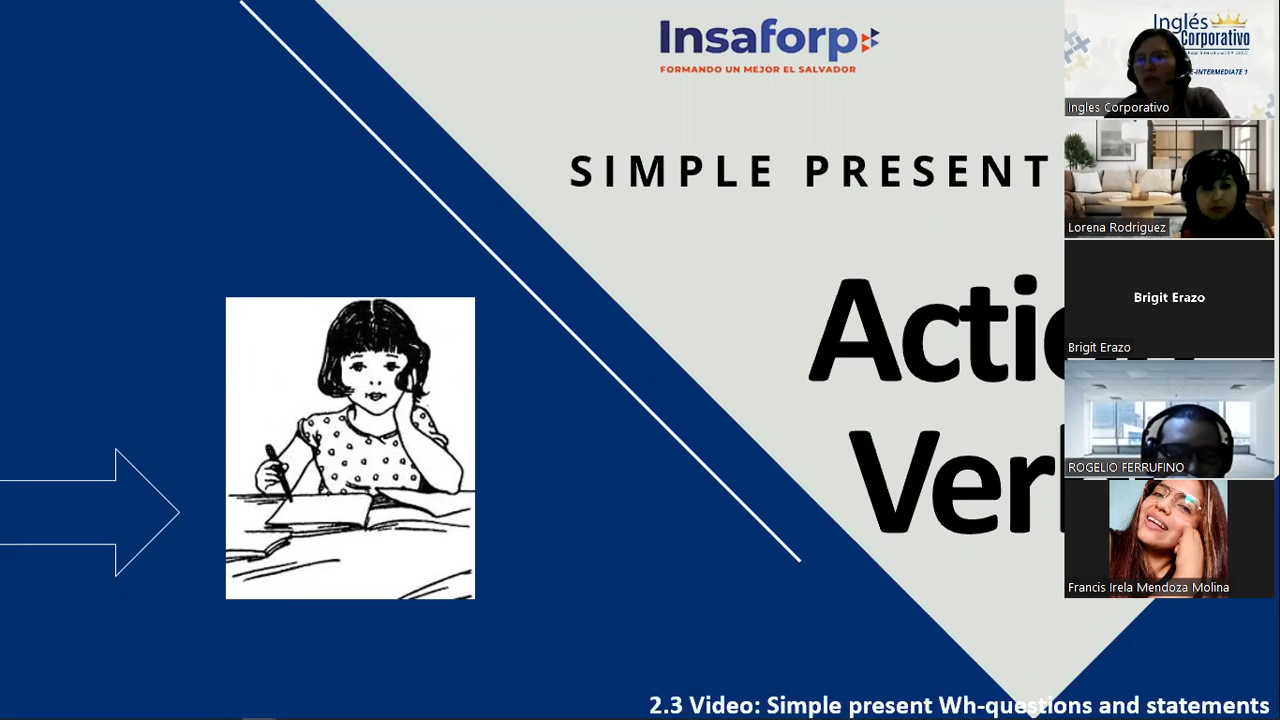 Insaforp
FORMANDO UN MEJOR EL SALVADOR
SIMPLE PRESENT
2.3 Video: Simple present Wh-questions and statements
Inglés
Corporativo
E-INTERMEDIATE 1
Ingles Corporativo
Lorena Rodriguez
Brigit Erazo
Brigit Erazo
ROGELIO FERRUFINO
Francis Irela Mendoza Molina